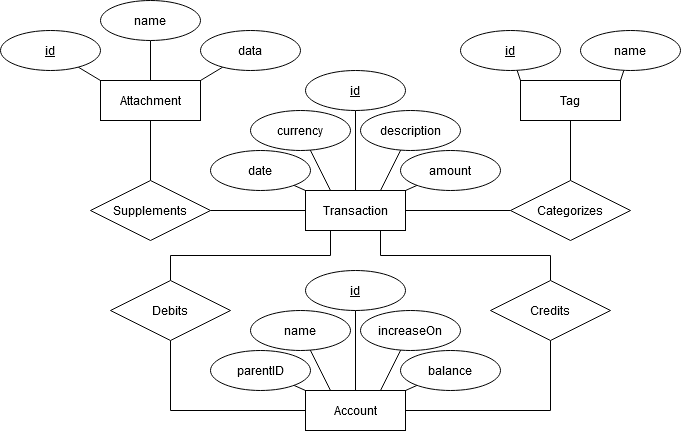 name
id
data
id
name
Attachment
id
Tag
currency
description
date
amount
Supplements
Transaction
Categorizes
id
Debits
Credits
name
increaseOn
parentID
balance
Account